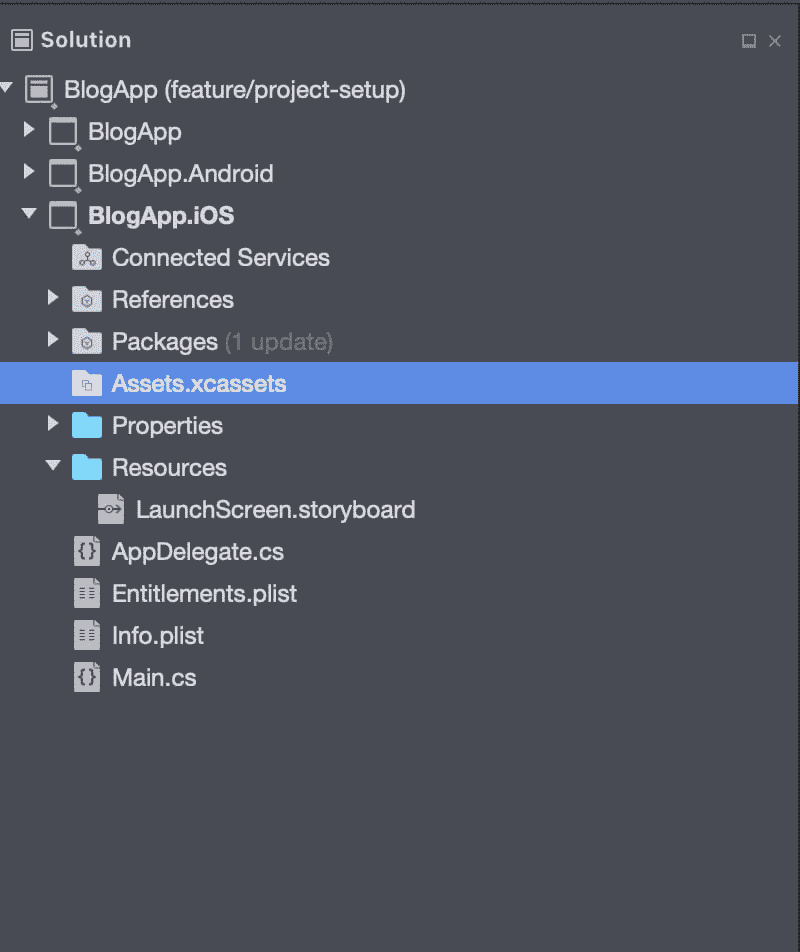 Solution
BlogApp (feature/project-setup)
BlogApp
BlogApp.Android
BlogApp.iOS
Connected Services
References
Packages (1 update)
Assets.xcassets
Properties
Resources
LaunchScreen.storyboard
AppDelegate.cs
Entitlements.plist
Info.plist
Main.cs